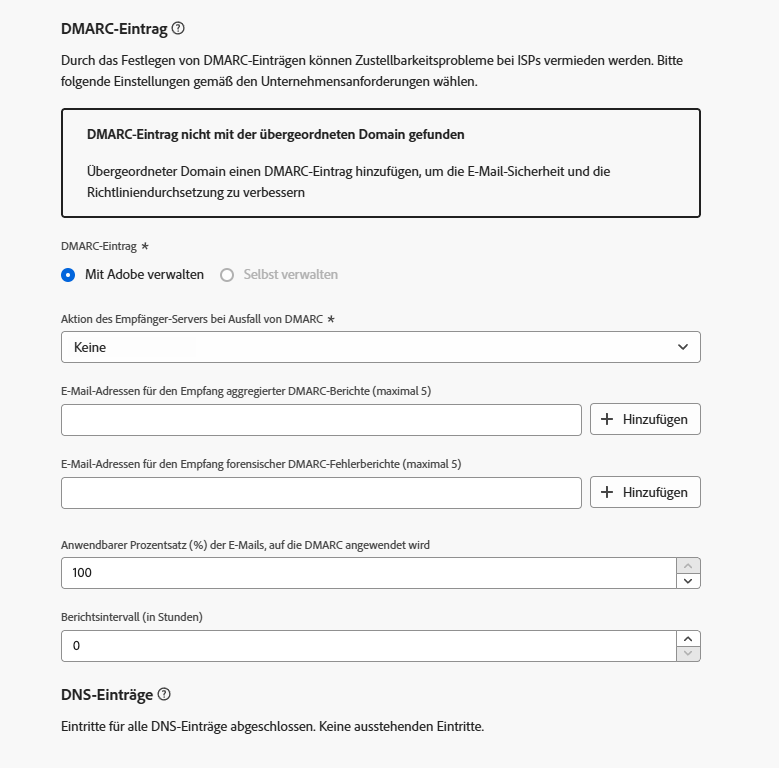 DMARC-Eintrag
Durch das Festlegen von DMARC-Einträgen können Zustellbarkeitsprobleme bei ISPs vermieden werden. Bitte
folgende Einstellungen gemäß den Unternehmensanforderungen wählen.
DMARC-Eintrag nicht mit der übergeordneten Domain gefunden
Übergeordneter Domain einen DMARC-Eintrag hinzufügen, um die E-Mail-Sicherheit und die
Richtliniendurchsetzung zu verbessern
DMARC-Eintrag *
Mit Adobe verwalten Selbst verwalten
Aktion des Empfänger-Servers bei Ausfall von DMARC *
Keine
E-Mail-Adressen für den Empfang aggregierter DMARC-Berichte (maximal 5)
+ Hinzufügen
E-Mail-Adressen für den Empfang forensischer DMARC-Fehlerberichte (maximal 5)
+ Hinzufügen
Anwendbarer Prozentsatz (%) der E-Mails, auf die DMARC angewendet wird
100
Berichtsintervall (in Stunden)
0
DNS-Einträge
Eintritte für alle DNS-Einträge abgeschlossen. Keine ausstehenden Eintritte.